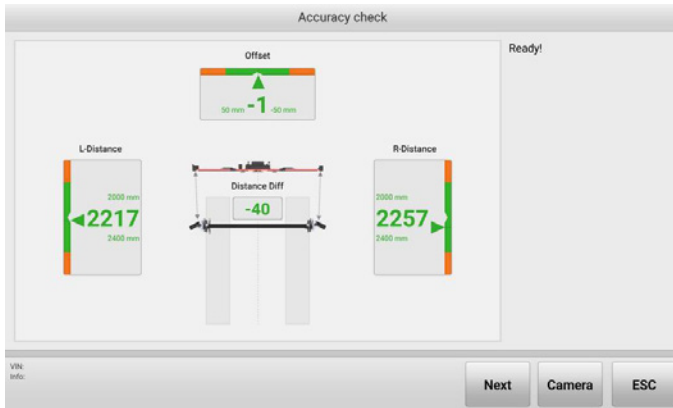 Accuracy check
Ready!
Offset
50 mm -1 -50 mm
L-Distance
R-Distance
2000 mm
2217
2400 mm
Distance Diff
-40
2000 mm
2257
2400 mm
VIN:
Info:
Next
Camera
ESC